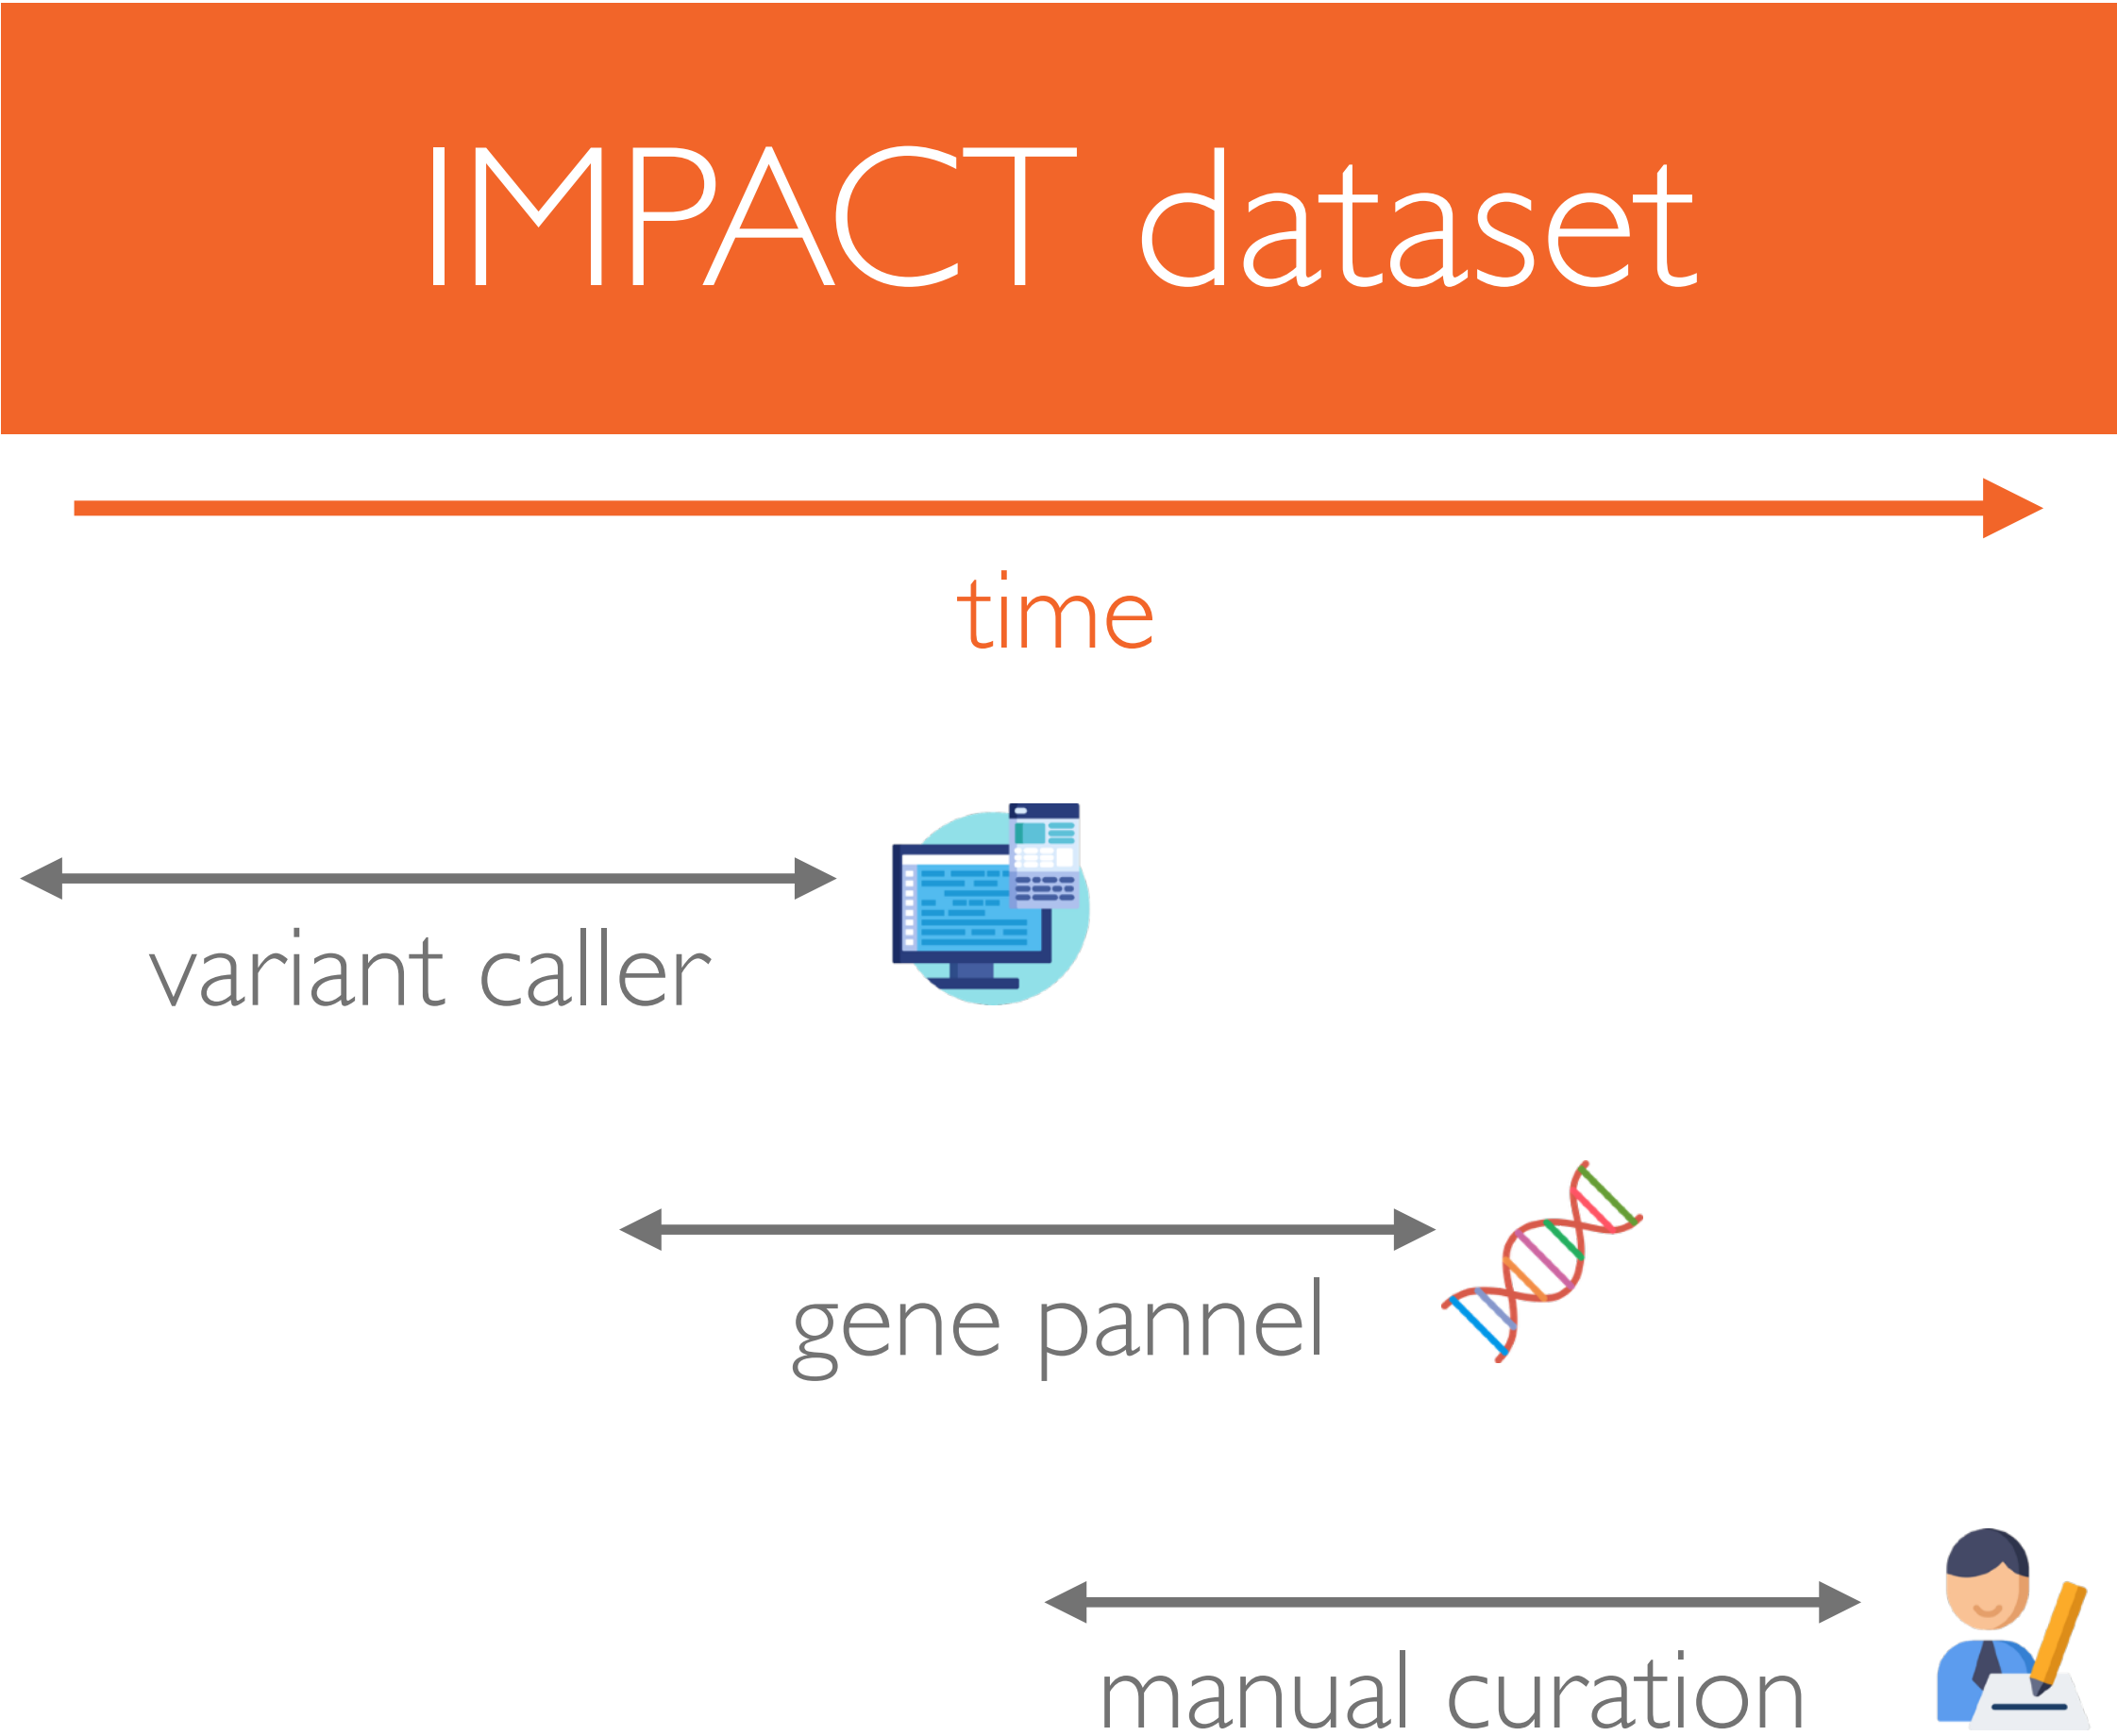 IMPACT dataset
time
variant caller
gene pannel
manual curation